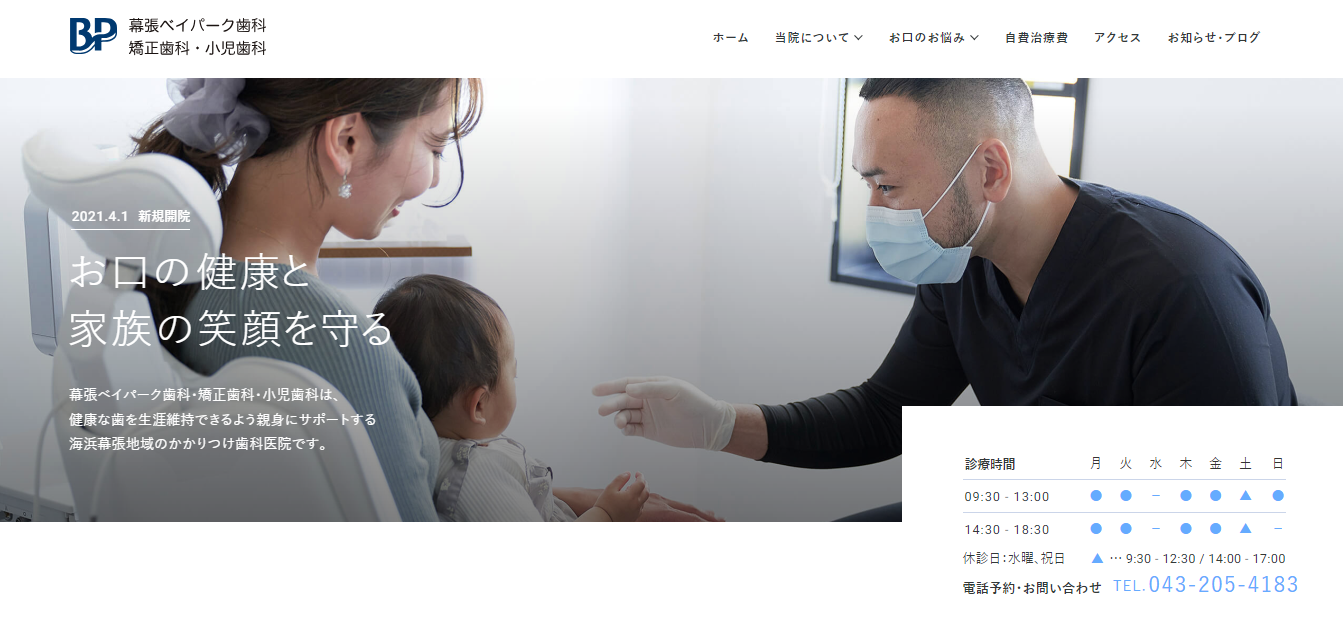 BP
幕張ベイパーク歯科
矯正歯科・小児歯科
ホーム 当院について お口のお悩み 自費治療費 アクセス お知らせ・ブログ
2021.4.1 新規開院
お口の健康と
家族の笑顔を守る
幕張ベイパーク歯科・矯正歯科・小児歯科は、
健康な歯を生涯維持できるよう親身にサポートする
海浜幕張地域のかかりつけ歯科医院です。
診療時間 月 火 水 木 金 土 日
09:30 - 13:00 ● ● − ● ● ▲ ●
14:30 - 18:30 ● ● − ● ● ▲ −
休診日:水曜、祝日 ▲ … 9:30 - 12:30 / 14:00 - 17:00
電話予約・お問い合わせ TEL.043-205-4183